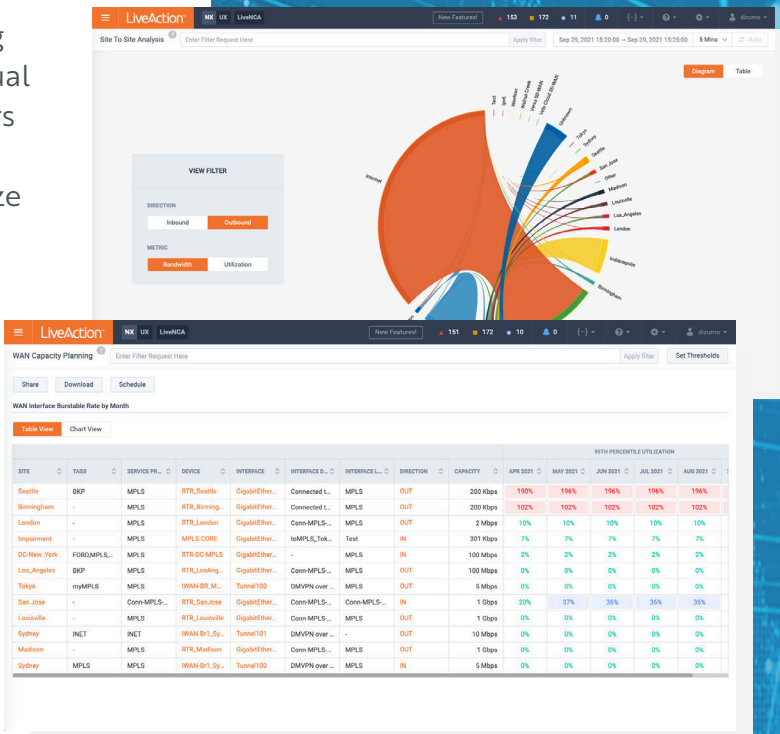 LiveAction
NX UX LiveNCA
New Features!
153 172 11 0
dizumo
Site To Site Analysis
Enter Filter Request Here
Apply filter
Sep 29, 2021 15:20:00 → Sep 29, 2021 15:25:00
5 Mins
Auto
Diagram Table
VIEW FILTER
DIRECTION
Inbound Outbound
METRIC
Bandwidth Utilization
Internet
Test
ipv6
Wireless
Walnut Creek
Versa SD-WAN
Velo Cloud SD-WAN
Unknown
Tokyo
Sydney
Seattle
San Jose
Other
Madison
Louisville
Los_Angeles
London
Indianapolis
Birmingham
LiveAction
NX UX LiveNCA
New Features!
151 172 10 0
dizumo
WAN Capacity Planning
Enter Filter Request Here
Apply filter
Set Thresholds
Share Download Schedule
WAN Interface Burstable Rate by Month
Table View Chart View
95TH PERCENTILE UTILIZATION
SITE TAGS SERVICE PR... DEVICE INTERFACE INTERFACE D... INTERFACE L... DIRECTION CAPACITY APR 2021 MAY 2021 JUN 2021 JUL 2021 AUG 2021
Seattle BKP MPLS RTR_Seattle GigabitEther... Connected t... MPLS OUT 200 Kbps 190% 196% 196% 196% 196%
Birmingham - MPLS RTR_Birming... GigabitEther... Connected t... MPLS OUT 200 Kbps 102% 102% 102% 102% 102%
London - MPLS RTR_London GigabitEther... Conn-MPLS-... MPLS OUT 2 Mbps 10% 10% 10% 10% 10%
Impairment - MPLS MPLS-CORE GigabitEther... toMPLS_Tok... Test IN 301 Kbps 7% 7% 7% 7% 7%
DC-New_York FORD,MPLS,... MPLS RTR-DC-MPLS GigabitEther... - MPLS IN 100 Mbps 2% 2% 2% 2% 2%
Los_Angeles BKP MPLS RTR_LosAng... GigabitEther... Conn-MPLS-... MPLS OUT 100 Mbps 0% 0% 0% 0% 0%
Tokyo myMPLS MPLS IWAN-BR_M... Tunnel100 DMVPN over ... MPLS OUT 5 Mbps 0% 0% 0% 0% 0%
San Jose - Conn-MPLS-... RTR_SanJose GigabitEther... Conn-MPLS-... Conn-MPLS-... IN 1 Gbps 20% 37% 36% 36% 36%
Louisville - MPLS RTR_Louisville GigabitEther... Conn-MPLS-... MPLS OUT 1 Gbps 0% 0% 0% 0% 0%
Sydney INET INET IWAN-Br1_Sy... Tunnel101 DMVPN over ... - OUT 10 Mbps 0% 0% 0% 0% 0%
Madison - MPLS RTR_Madison GigabitEther... Conn-MPLS-... MPLS OUT 1 Gbps 0% 0% 0% 0% 0%
Sydney MPLS MPLS IWAN-Br1_Sy... Tunnel100 DMVPN over ... MPLS IN 5 Mbps 0% 0% 0% 0% 0%